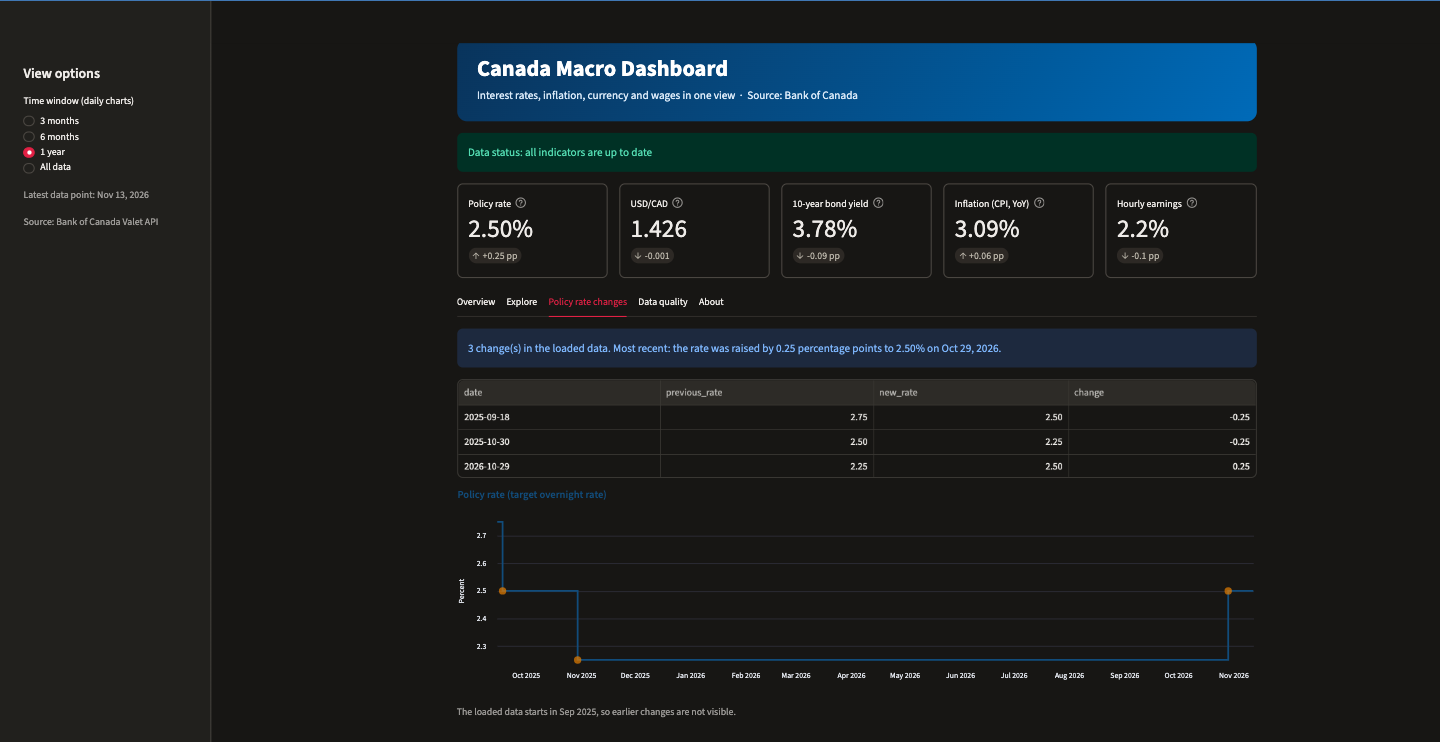 View options
Time window (daily charts)
3 months
6 months
1 year
All data
Latest data point: Nov 13, 2026
Source: Bank of Canada Valet API
Canada Macro Dashboard
Interest rates, inflation, currency and wages in one view · Source: Bank of Canada
Data status: all indicators are up to date
Policy rate
2.50%
↑ +0.25 pp
USD/CAD
1.426
↓ -0.001
10-year bond yield
3.78%
↓ -0.09 pp
Inflation (CPI, YoY)
3.09%
↑ +0.06 pp
Hourly earnings
2.2%
↓ -0.1 pp
Overview Explore Policy rate changes Data quality About
3 change(s) in the loaded data. Most recent: the rate was raised by 0.25 percentage points to 2.50% on Oct 29, 2026.
date previous_rate new_rate change
2025-09-18 2.75 2.50 -0.25
2025-10-30 2.50 2.25 -0.25
2026-10-29 2.25 2.50 0.25
Policy rate (target overnight rate)
Percent
2.7
2.6
2.5
2.4
2.3
Oct 2025 Nov 2025 Dec 2025 Jan 2026 Feb 2026 Mar 2026 Apr 2026 May 2026 Jun 2026 Jul 2026 Aug 2026 Sep 2026 Oct 2026 Nov 2026
The loaded data starts in Sep 2025, so earlier changes are not visible.